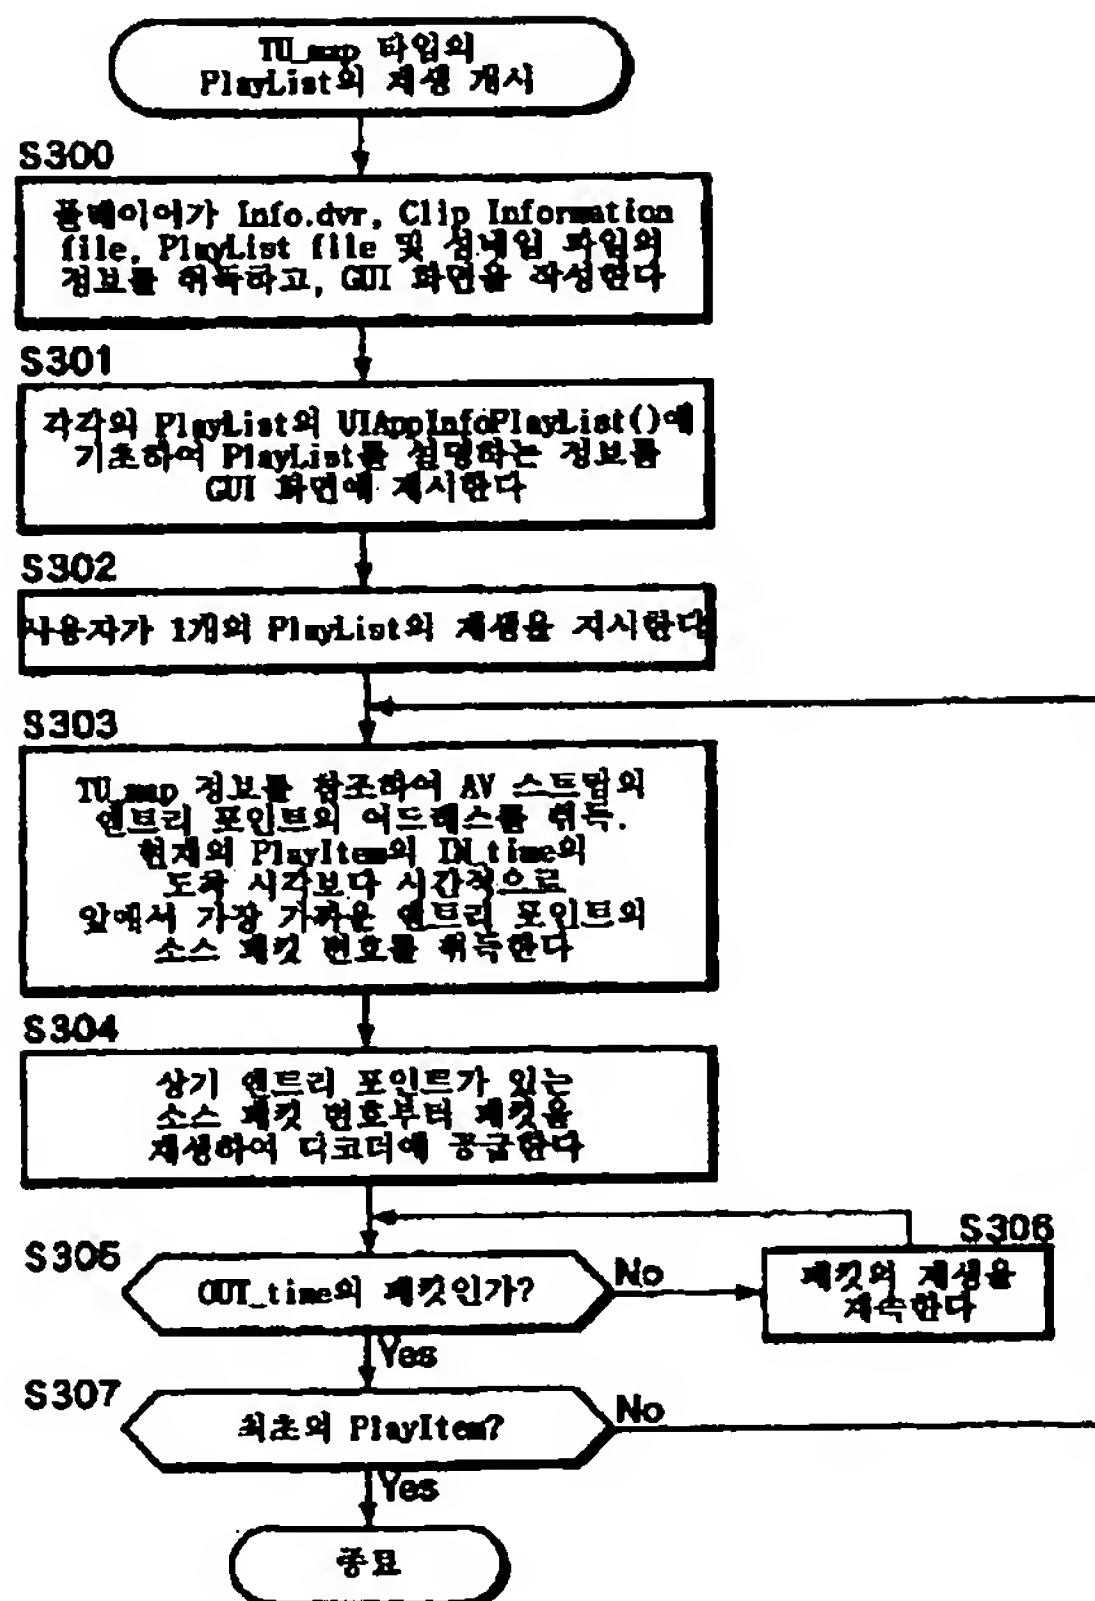 TU_map 타입의
PlayList의 재생 개시
S300
플레이어가 Info.dvr, Clip Information
file, PlayList file 및 섬네일 파일의
정보를 취득하고, GUI 화면을 작성한다
S301
각각의 PlayList의 UIAppInfoPlayList()에
기초하여 PlayList를 설명하는 정보를
GUI 화면에 제시한다
S302
사용자가 1개의 PlayList의 재생을 지시한다
S303
TU_map 정보를 참조하여 AV 스트림의
엔트리 포인트의 어드레스를 취득.
현재의 PlayItem의 IN_time의
도착 시각보다 시간적으로
앞에서 가장 가까운 엔트리 포인트의
소스 패킷 번호를 취득한다
S304
상기 엔트리 포인트가 있는
소스 패킷 번호부터 패킷을
재생하여 디코더에 공급한다
S305
OUT_time의 패킷인가?
No
S306
패킷의 재생을
계속한다
Yes
S307
최초의 PlayItem?
No
Yes
종료